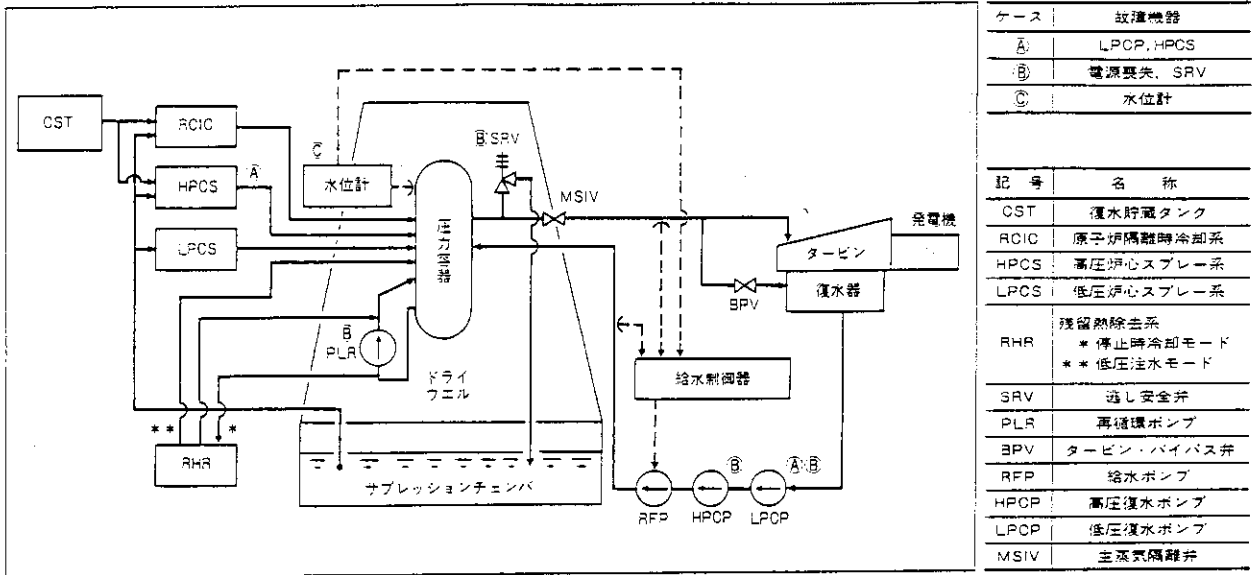 CST
RCIC
HPCS
LPCS
Ⓐ
Ⓒ
水位計
圧力容器
Ⓑ SRV
MSIV
BPV
タービン
発電機
復水器
給水制御器
Ⓑ
PLR
ドライ
ウエル
**
*
RHR
サプレッションチェンバ
RFP
Ⓑ
HPCP
Ⓐ Ⓑ
LPCP
ケース 故障機器
Ⓐ LPCP, HPCS
Ⓑ 電源喪失, SRV
Ⓒ 水位計
記号 名称
CST 復水貯蔵タンク
RCIC 原子炉隔離時冷却系
HPCS 高圧炉心スプレー系
LPCS 低圧炉心スプレー系
RHR 残留熱除去系
* 停止時冷却モード
** 低圧注水モード
SRV 逃し安全弁
PLR 再循環ポンプ
BPV タービン・バイパス弁
RFP 給水ポンプ
HPCP 高圧復水ポンプ
LPCP 低圧復水ポンプ
MSIV 主蒸気隔離弁